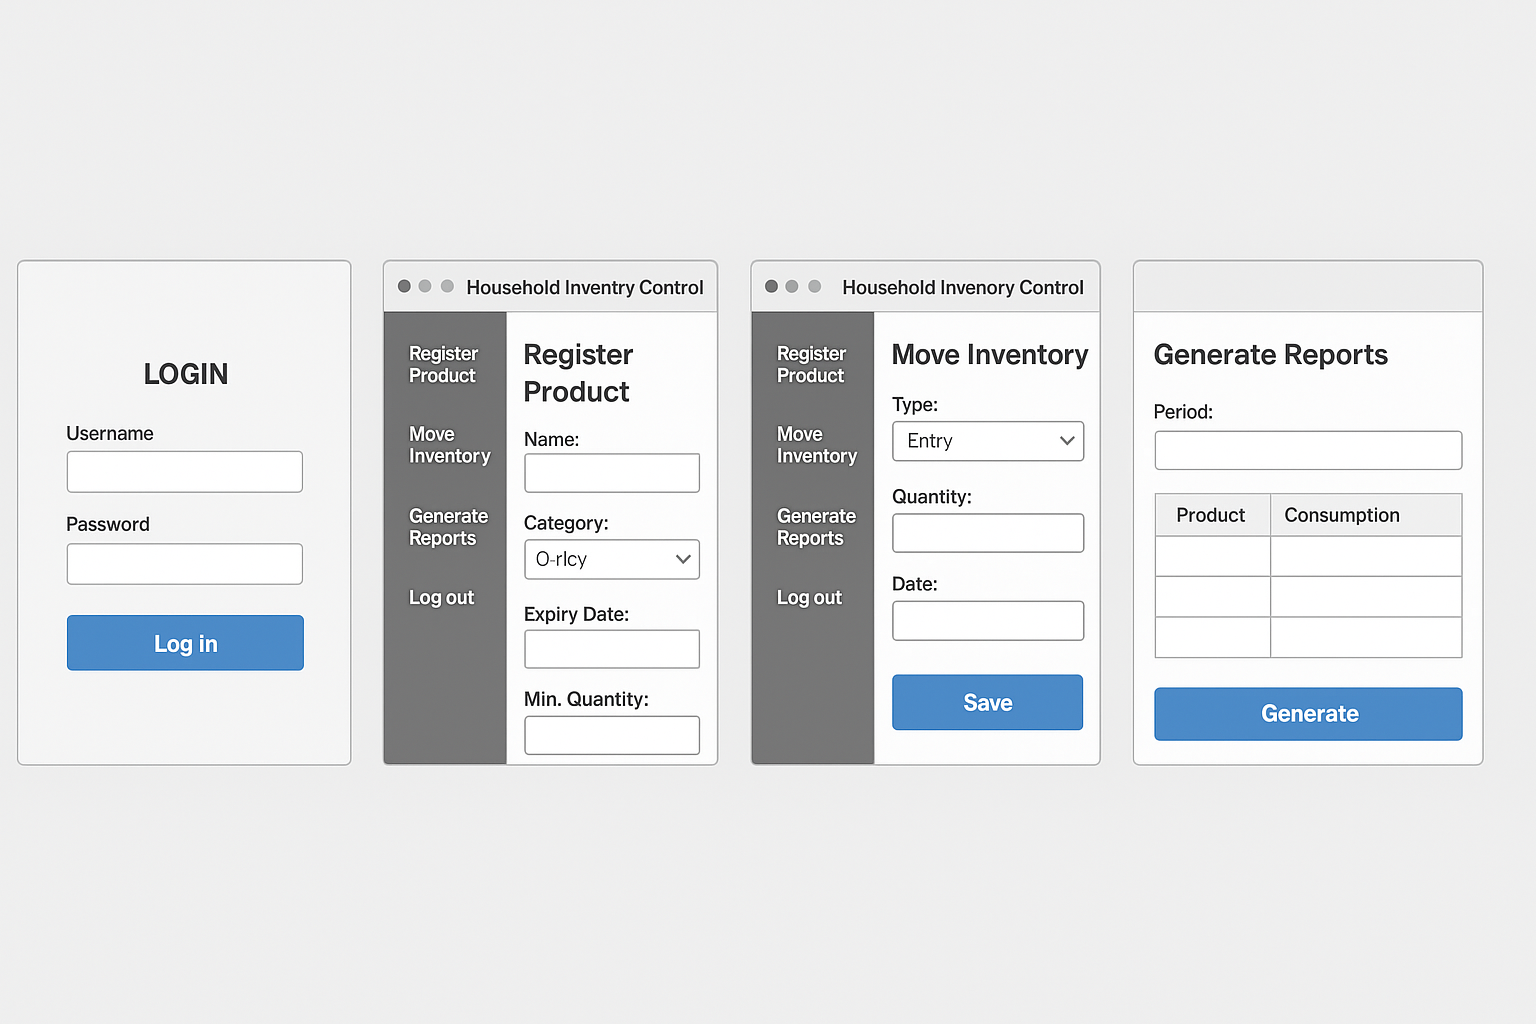 LOGIN
Username
Password
Log in
Household Inventry Control
Register
Product
Move
Inventory
Generate
Reports
Log out
Register
Product
Name:
Category:
O-rlcy
Expiry Date:
Min. Quantity:
Household Invenory Control
Register
Product
Move
Inventory
Generate
Reports
Log out
Move Inventory
Type:
Entry
Quantity:
Date:
Save
Generate Reports
Period:
Product Consumption
Generate